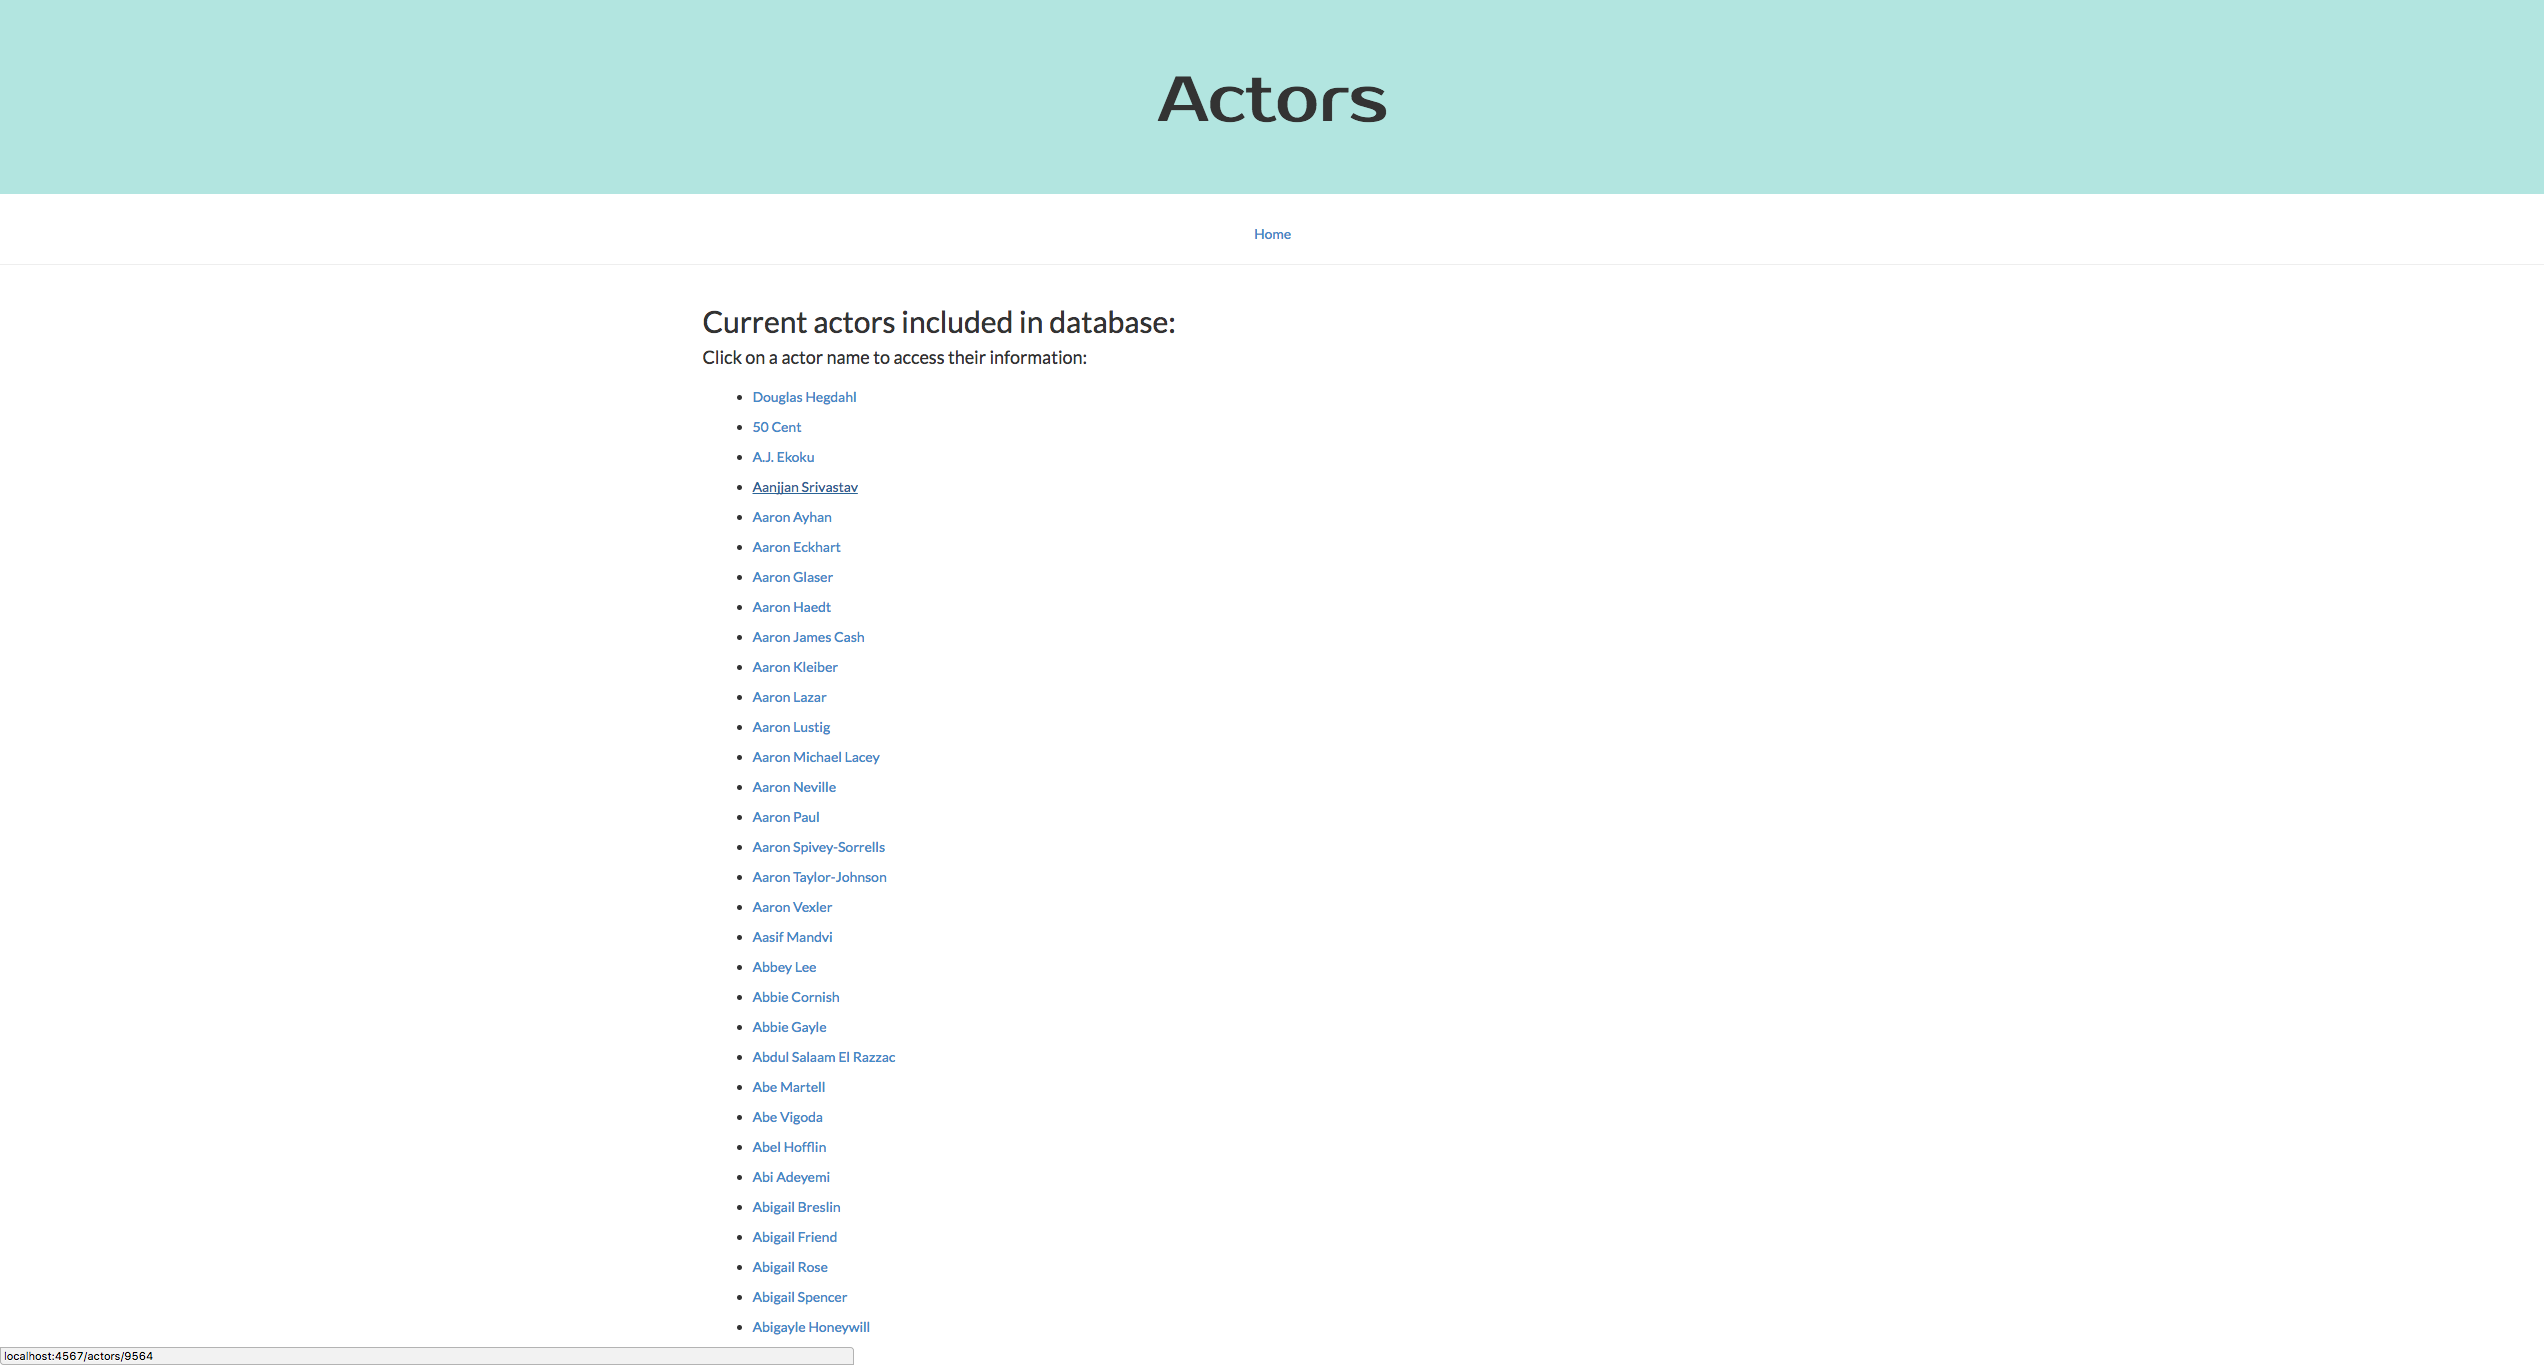 Actors
Home
Current actors included in database:
Click on a actor name to access their information:
Douglas Hegdahl
50 Cent
A.J. Ekoku
Aanjjan Srivastav
Aaron Ayhan
Aaron Eckhart
Aaron Glaser
Aaron Haedt
Aaron James Cash
Aaron Kleiber
Aaron Lazar
Aaron Lustig
Aaron Michael Lacey
Aaron Neville
Aaron Paul
Aaron Spivey-Sorrells
Aaron Taylor-Johnson
Aaron Vexler
Aasif Mandvi
Abbey Lee
Abbie Cornish
Abbie Gayle
Abdul Salaam El Razzac
Abe Martell
Abe Vigoda
Abel Hofflin
Abi Adeyemi
Abigail Breslin
Abigail Friend
Abigail Rose
Abigail Spencer
Abigayle Honeywill
localhost:4567/actors/9564